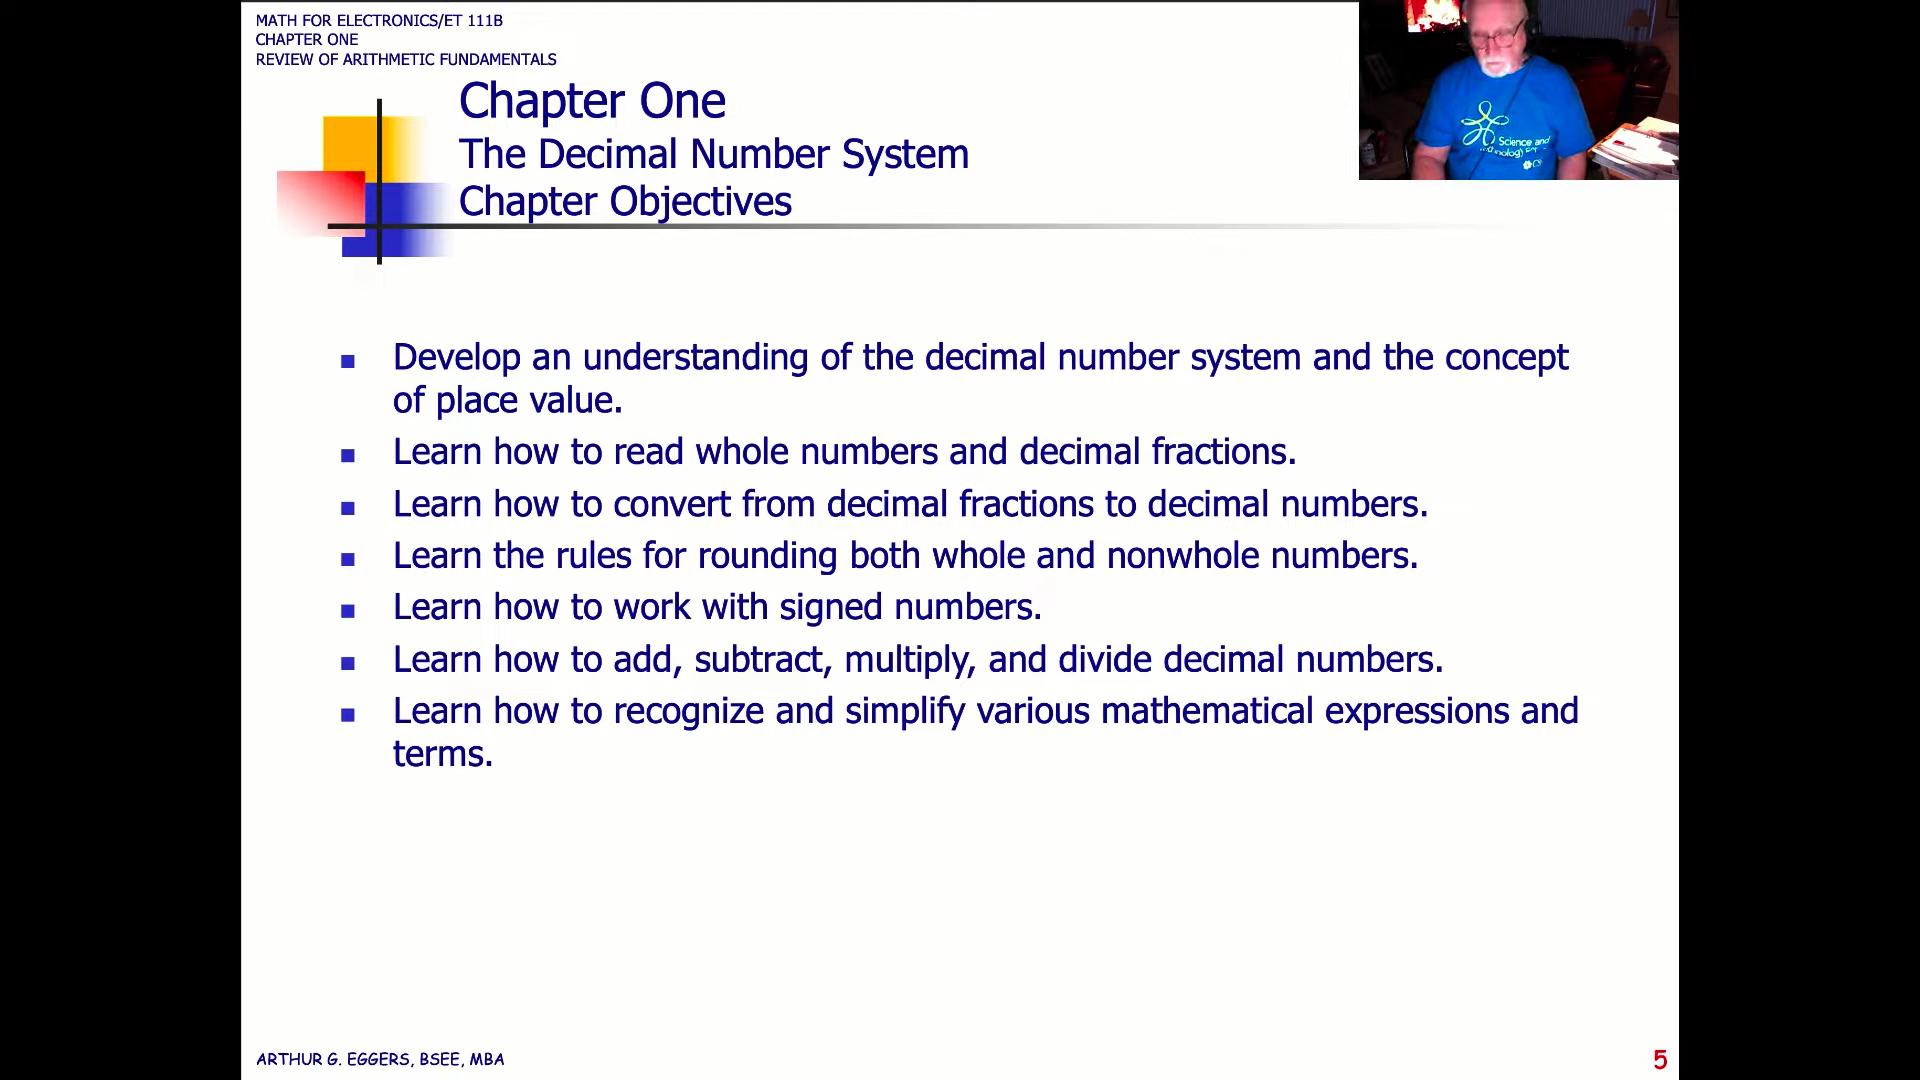 MATH FOR ELECTRONICS/ET 111B
CHAPTER ONE
REVIEW OF ARITHMETIC FUNDAMENTALS
Chapter One
The Decimal Number System
Chapter Objectives
Science and
Develop an understanding of the decimal number system and the concept
of place value.
Learn how to read whole numbers and decimal fractions.
Learn how to convert from decimal fractions to decimal numbers.
Learn the rules for rounding both whole and nonwhole numbers.
Learn how to work with signed numbers.
Learn how to add, subtract, multiply, and divide decimal numbers.
Learn how to recognize and simplify various mathematical expressions and
terms.
ARTHUR G. EGGERS, BSEE, MBA
5